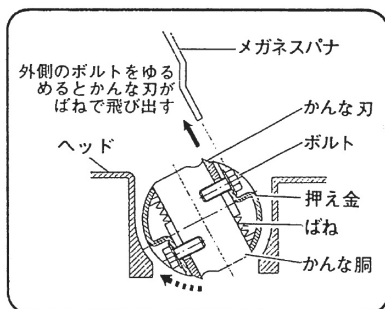 メガネスパナ
外側のボルトをゆる
めるとかんな刃が
ばねで飛び出す
かんな刃
ボルト
ヘッド
押え金
ばね
かんな胴